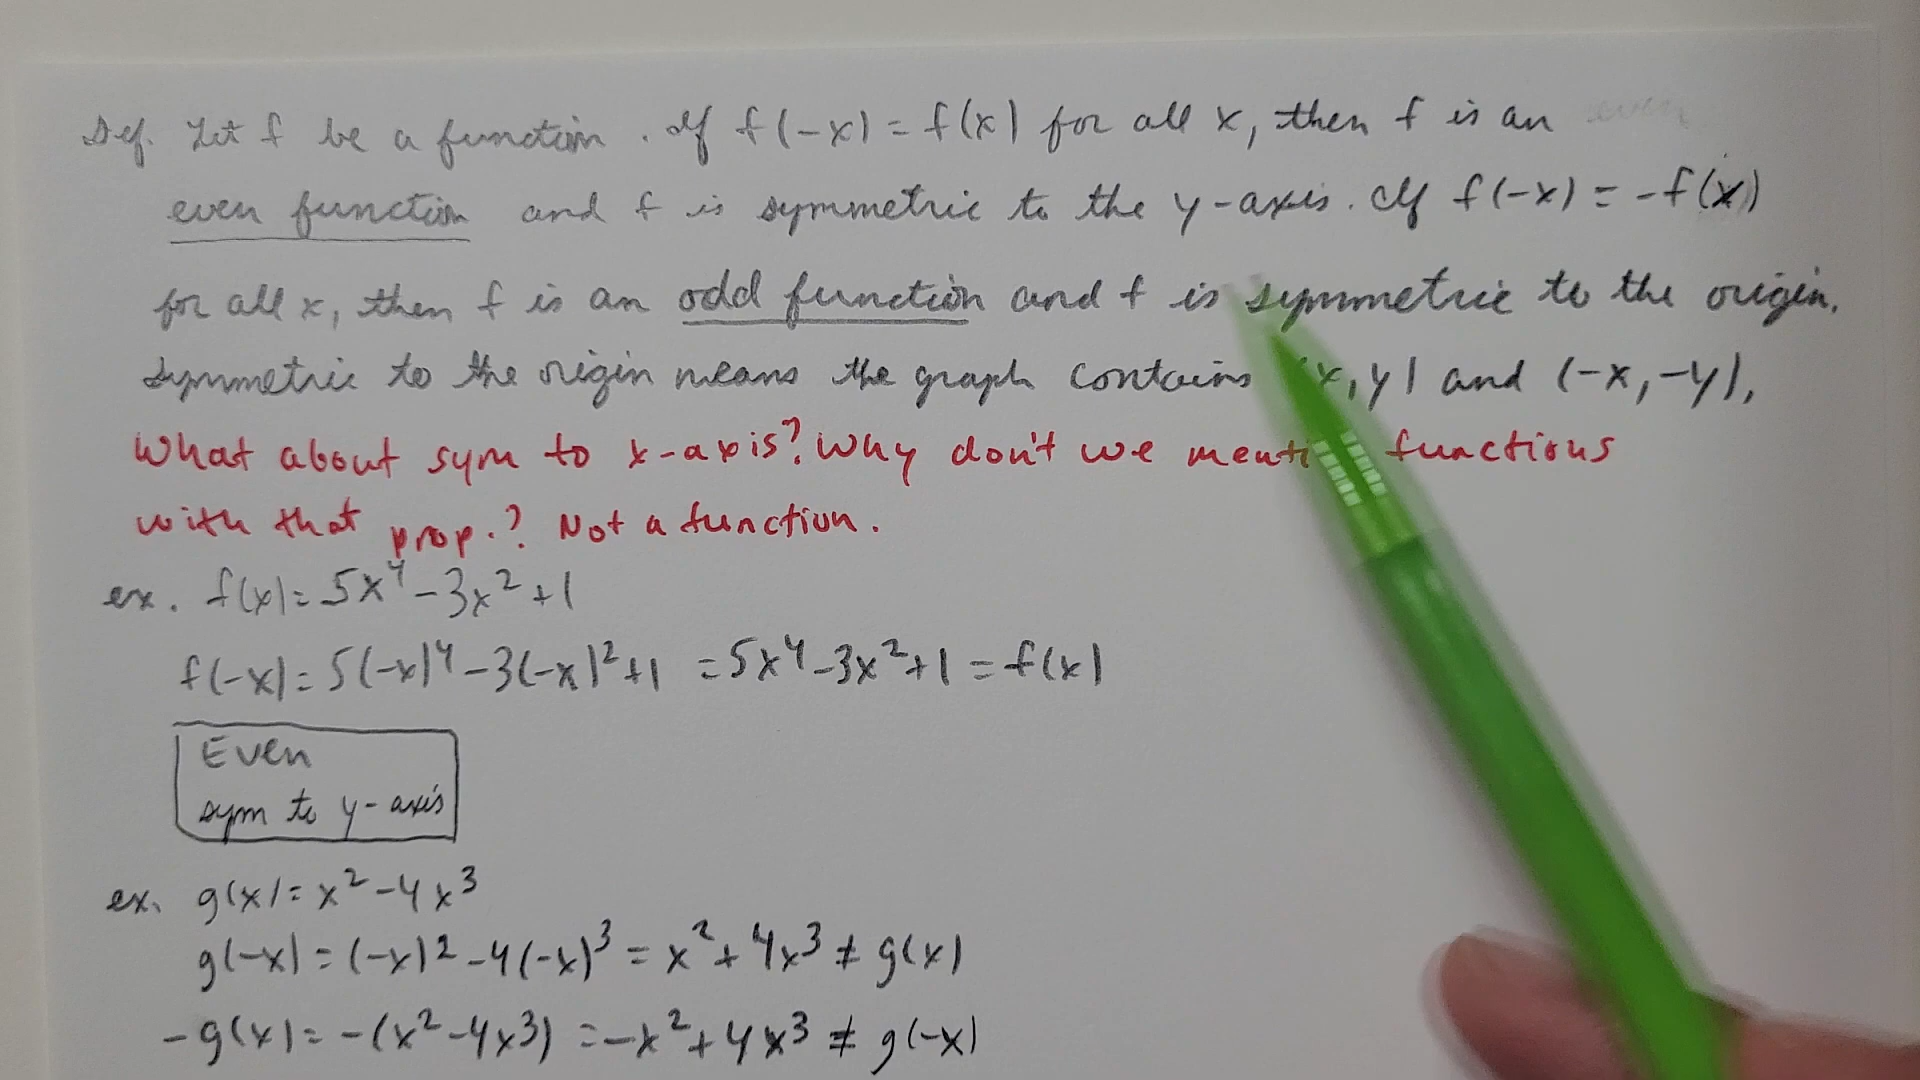 Def. Let f be a function. If f(-x) = f(x) for all x, then f is an
even function and f is symmetric to the y-axis. If f(-x) = -f(x)
for all x, then f is an odd function and f is symmetric to the origin.
Symmetric to the origin means the graph contains (x,y) and (-x,-y),
What about sym to x-axis? Why don't we functions
with that prop.? Not a function.
ex. f(x) = 5x⁴-3x²+1
f(-x) = 5(-x)⁴-3(-x)²+1 = 5x⁴-3x²+1 = f(x)
Even
sym to y-axis
ex. g(x) = x²-4x³
g(-x) = (-x)²-4(-x)³ = x²+4x³ ≠ g(x)
-g(x) = -(x²-4x³) = -x²+4x³ ≠ g(-x)